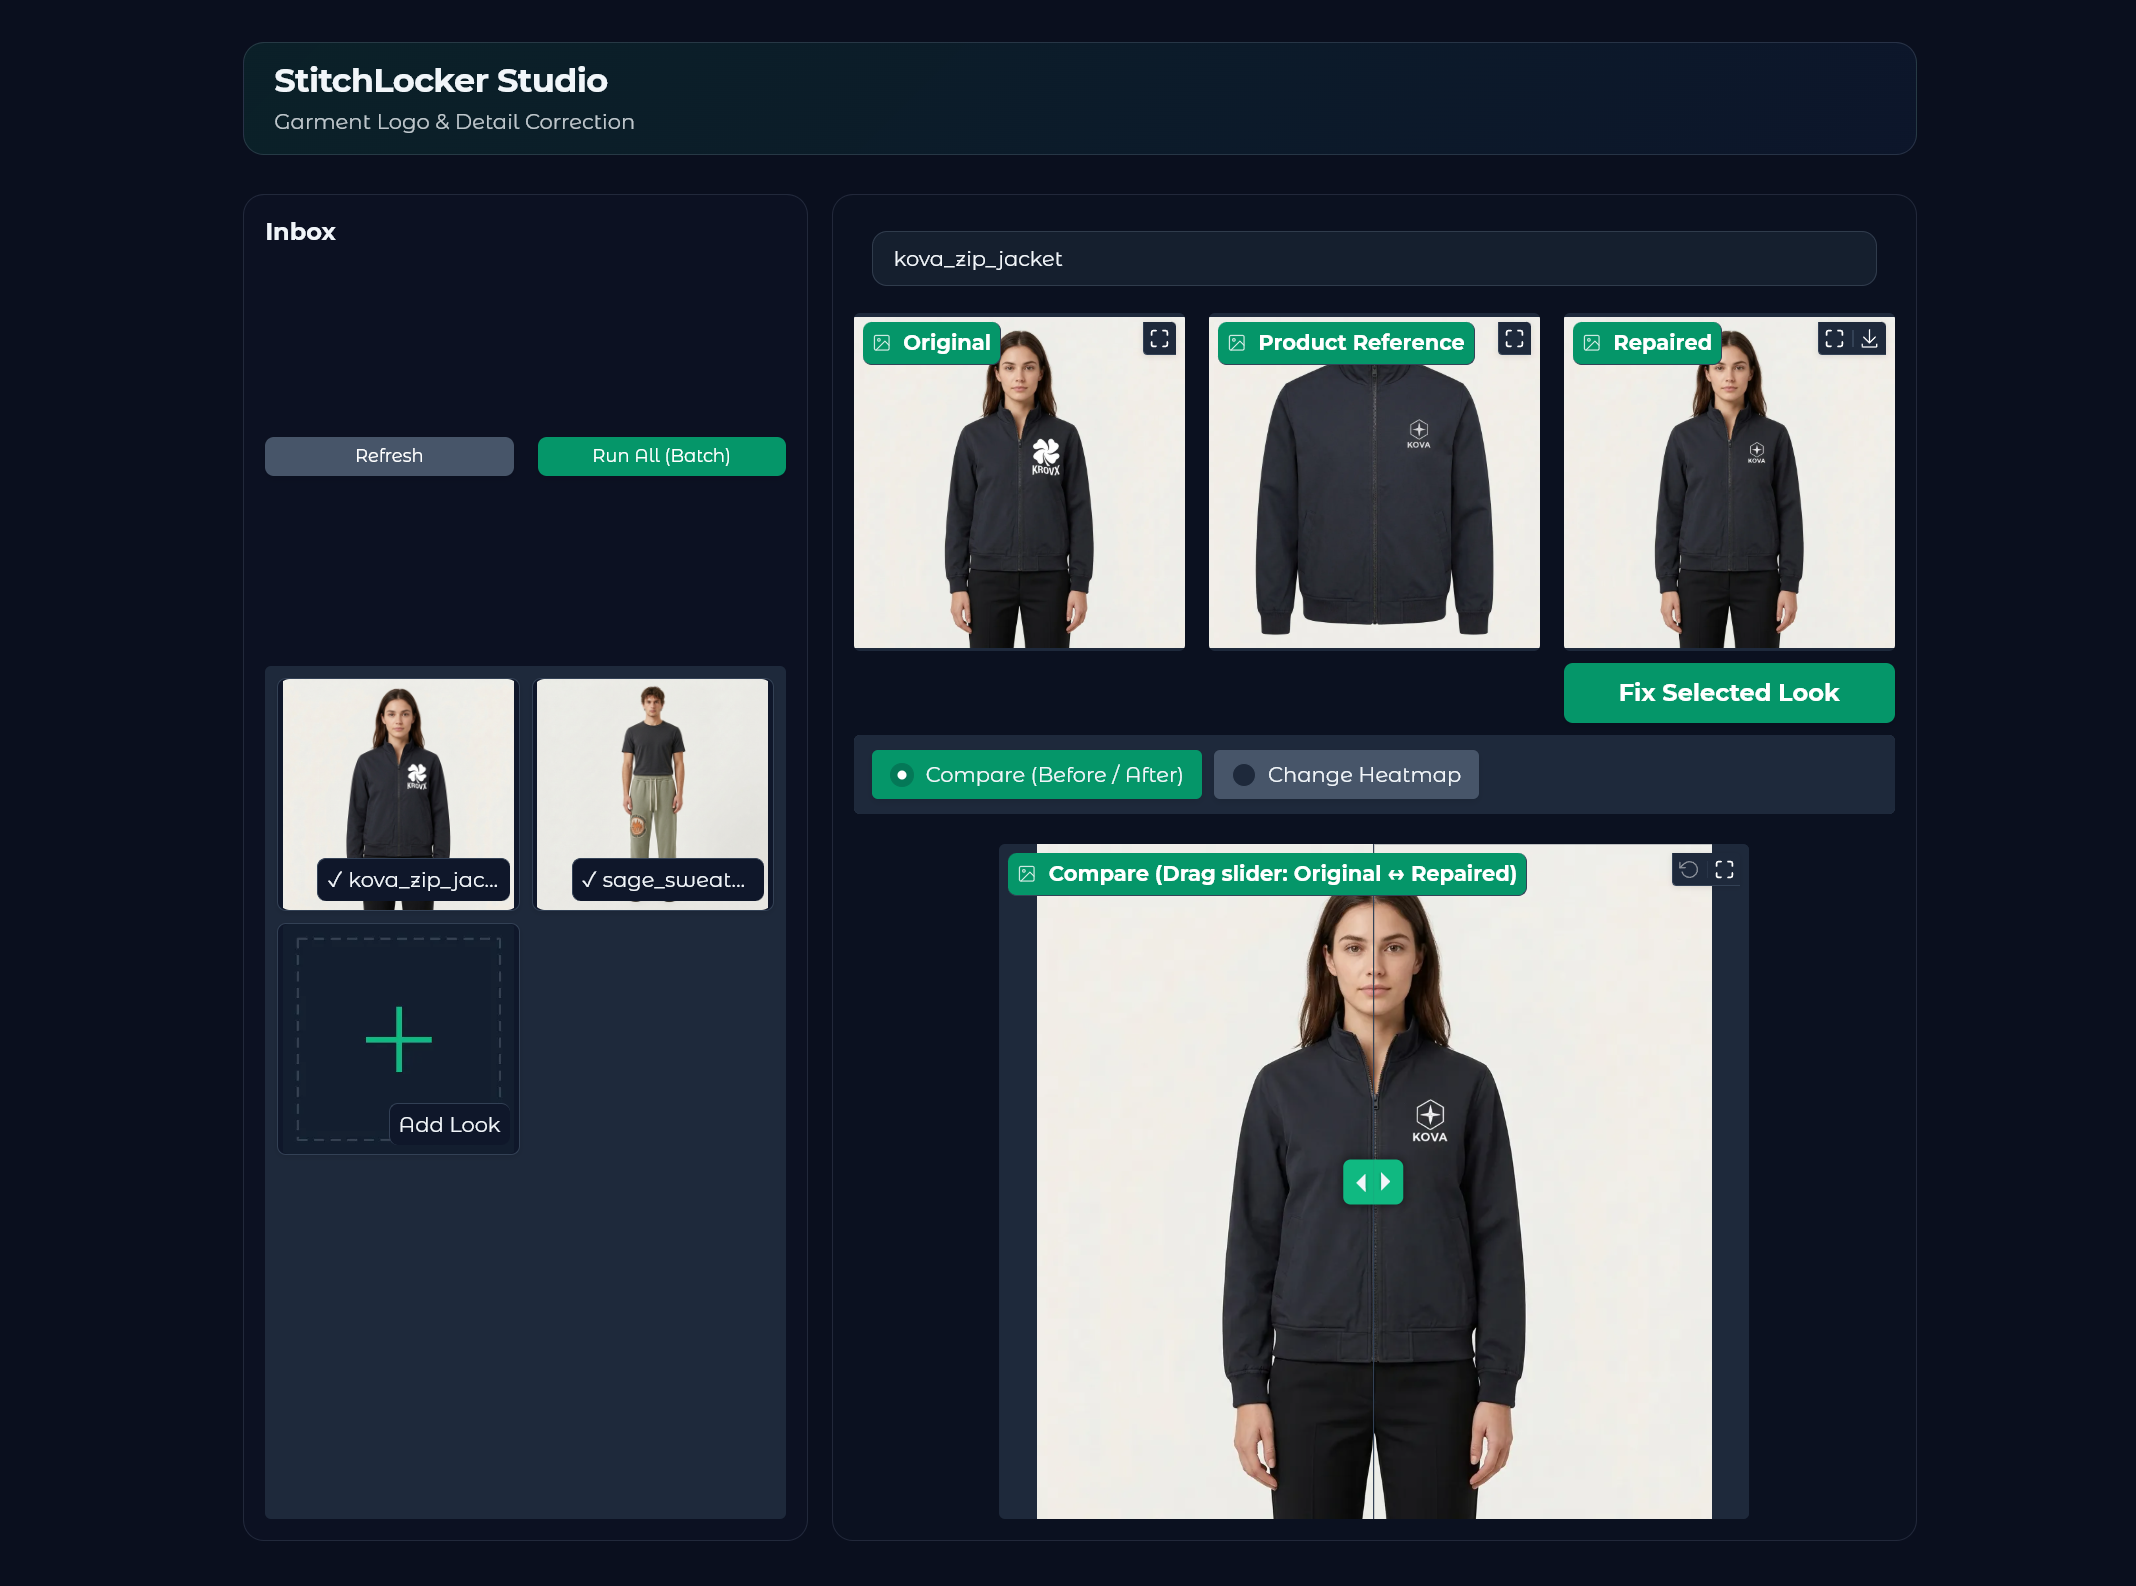 StitchLocker Studio
Garment Logo & Detail Correction
Inbox
Refresh
Run All (Batch)
KROVX
✓ kova_zip_jac...
✓ sage_sweat...
Add Look
kova_zip_jacket
Original
KROVX
Product Reference
KOVA
Repaired
KOVA
Fix Selected Look
Compare (Before / After)
Change Heatmap
Compare (Drag slider: Original ↔ Repaired)
KOVA